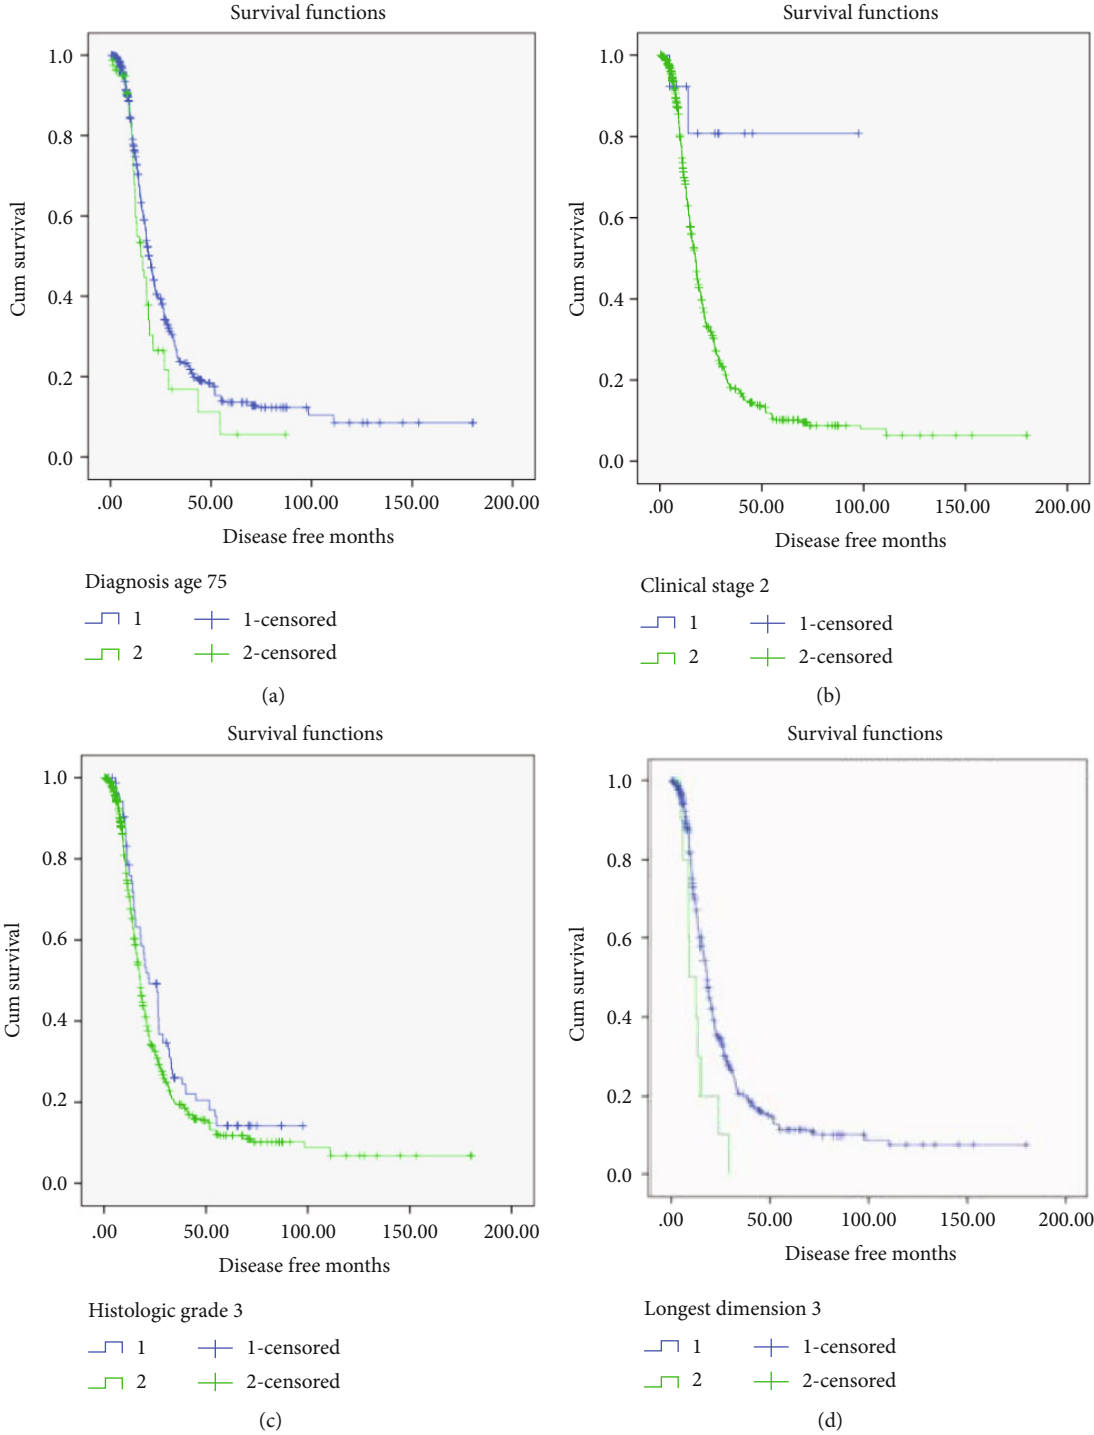 Survival functions
1.0
0.8
0.6
0.4
0.2
0.0
Cum survival
.00 50.00 100.00 150.00 200.00
Disease free months
Diagnosis age 75
1 1-censored
2 2-censored
(a)
Survival functions
1.0
0.8
0.6
0.4
0.2
0.0
Cum survival
.00 50.00 100.00 150.00 200.00
Disease free months
Clinical stage 2
1 1-censored
2 2-censored
(b)
Survival functions
1.0
0.8
0.6
0.4
0.2
0.0
Cum survival
.00 50.00 100.00 150.00 200.00
Disease free months
Histologic grade 3
1 1-censored
2 2-censored
(c)
Survival functions
1.0
0.8
0.6
0.4
0.2
0.0
Cum survival
.00 50.00 100.00 150.00 200.00
Disease free months
Longest dimension 3
1 1-censored
2 2-censored
(d)